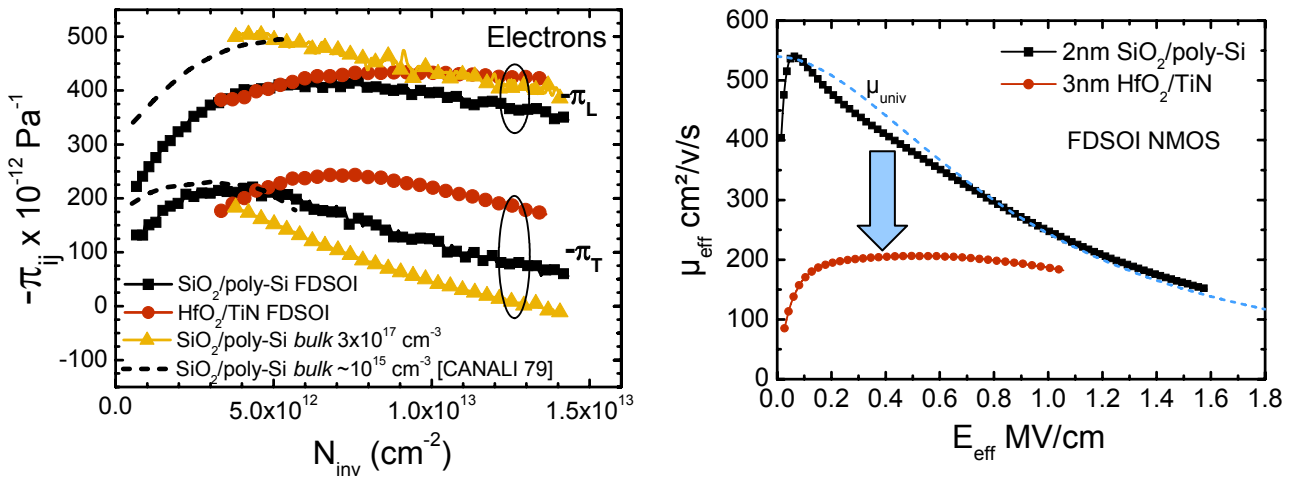 Electrons
500
400
300
200
100
0
-100
-π_ij x 10^-12 Pa^-1
-π_L
-π_T
SiO2/poly-Si FDSOI
HfO2/TiN FDSOI
SiO2/poly-Si bulk 3x10^17 cm^-3
SiO2/poly-Si bulk ~10^15 cm^-3 [CANALI 79]
0.0 5.0x10^12 1.0x10^13 1.5x10^13
N_inv (cm^-2)
600
500
400
300
200
100
0
μ_eff cm²/v/s
2nm SiO2/poly-Si
3nm HfO2/TiN
μ_univ
FDSOI NMOS
0.0 0.2 0.4 0.6 0.8 1.0 1.2 1.4 1.6 1.8
E_eff MV/cm